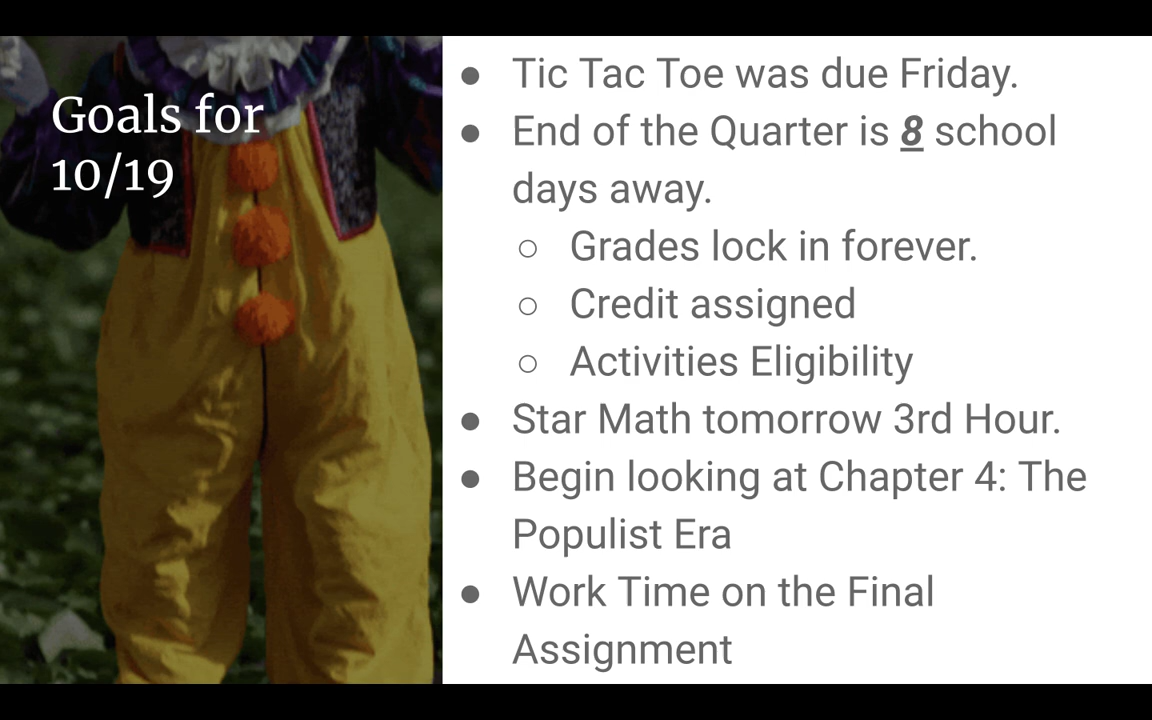 Goals for
10/19
● Tic Tac Toe was due Friday.
● End of the Quarter is 8 school
days away.
○ Grades lock in forever.
○ Credit assigned
○ Activities Eligibility
● Star Math tomorrow 3rd Hour.
● Begin looking at Chapter 4: The
Populist Era
● Work Time on the Final
Assignment